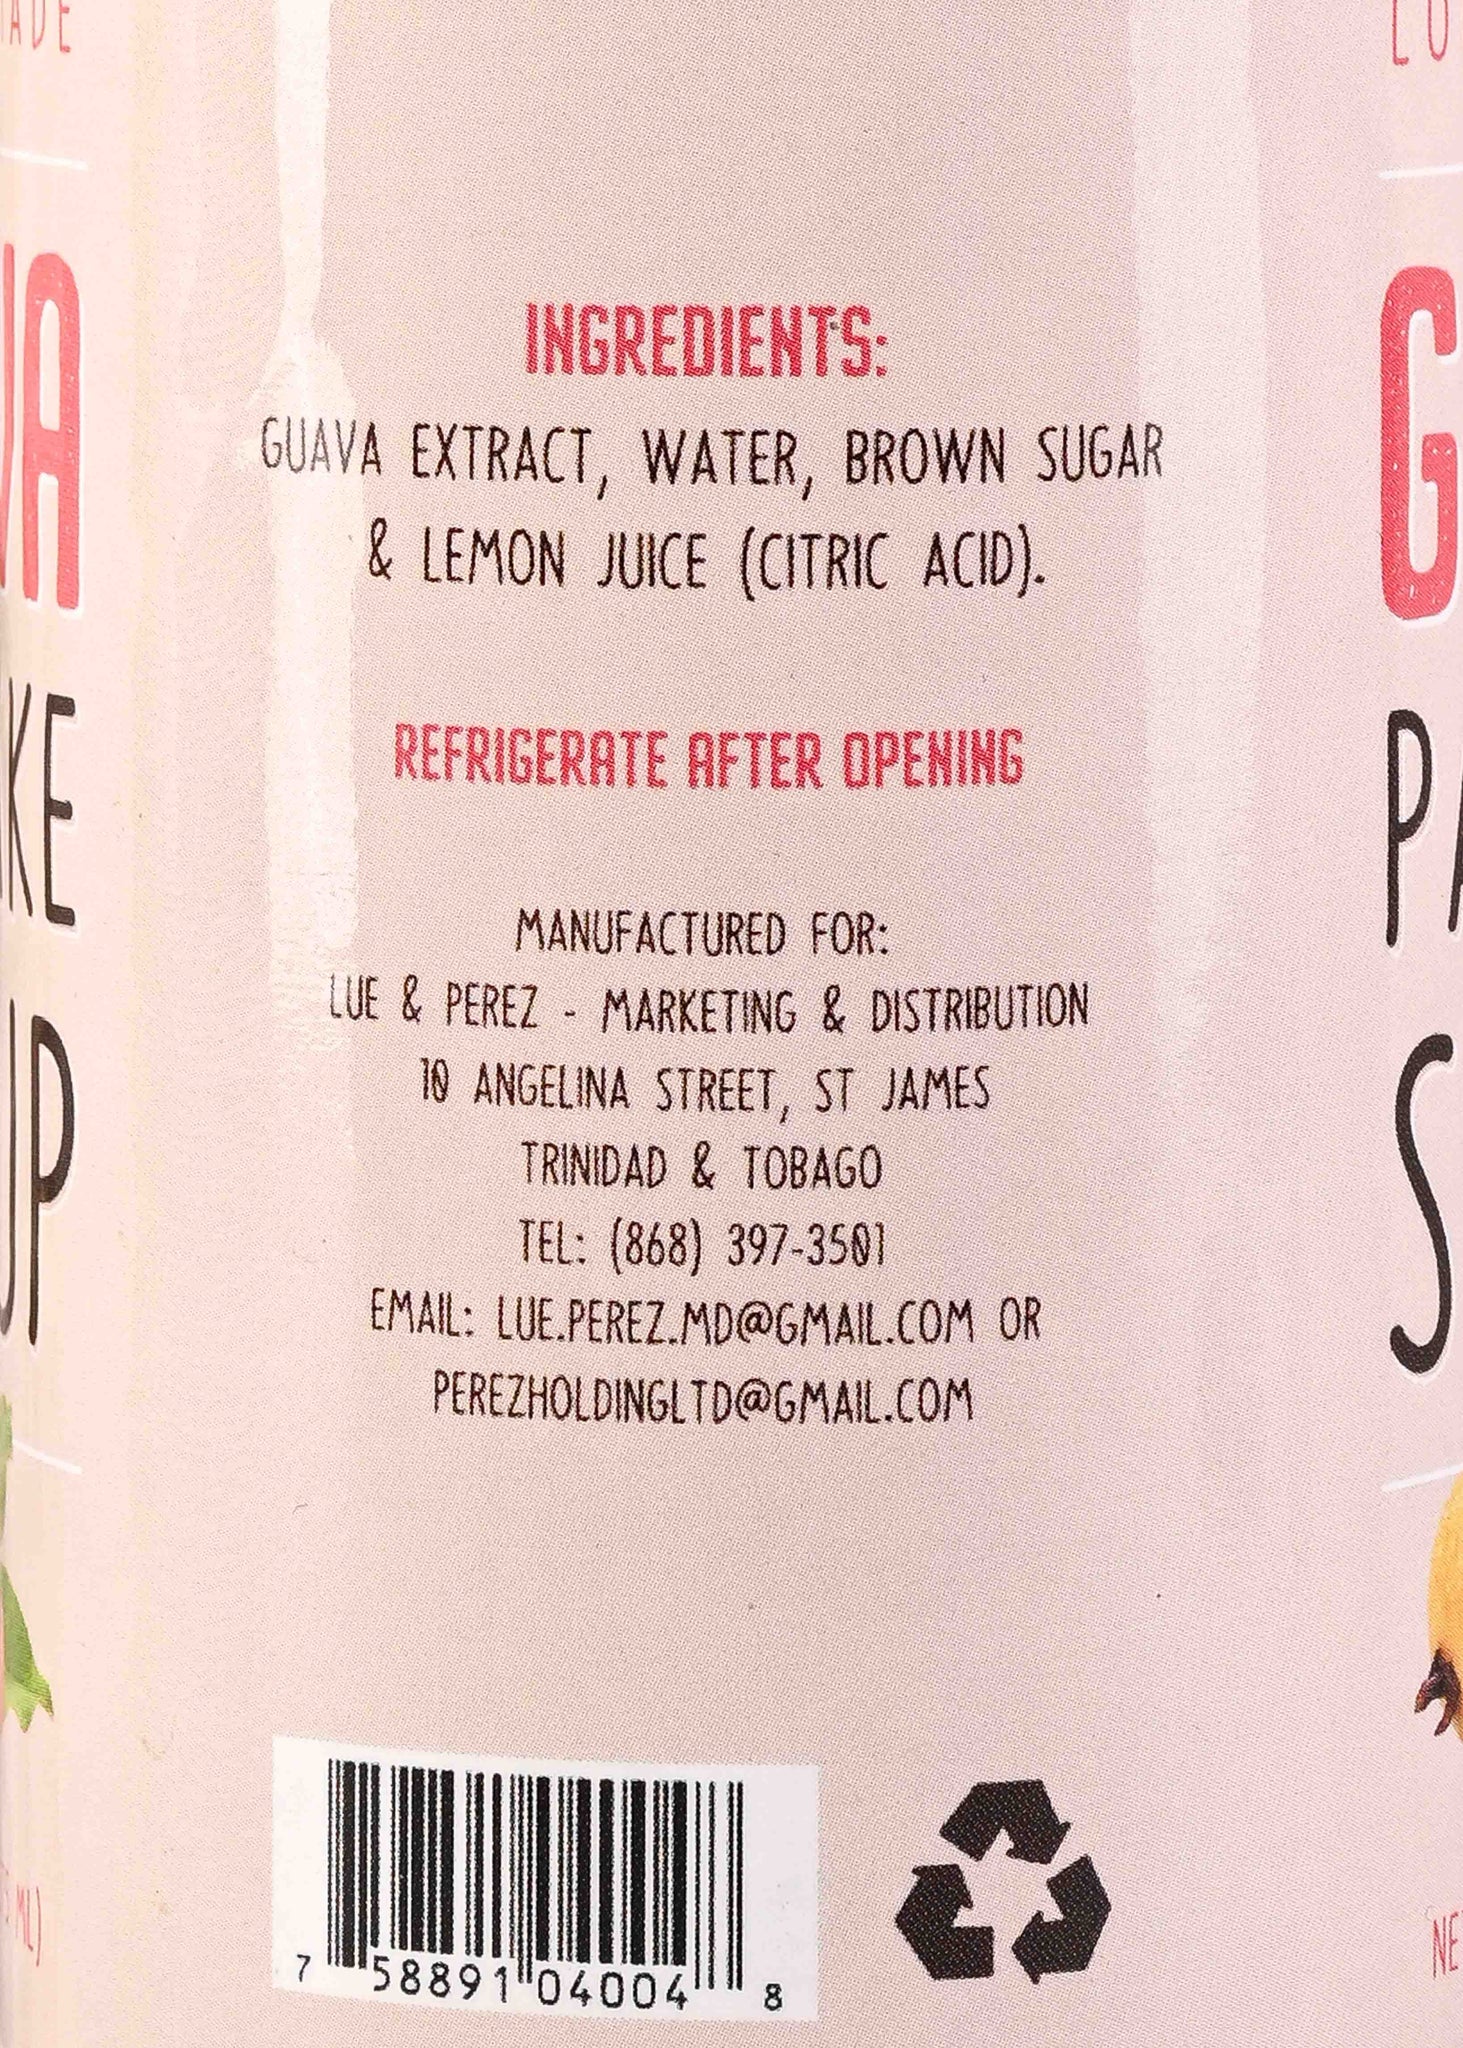 INGREDIENTS:
GUAVA EXTRACT, WATER, BROWN SUGAR
& LEMON JUICE (CITRIC ACID).
REFRIGERATE AFTER OPENING
MANUFACTURED FOR:
LUE & PEREZ - MARKETING & DISTRIBUTION
10 ANGELINA STREET, ST JAMES
TRINIDAD & TOBAGO
TEL: (868) 397-3501
EMAIL: LUE.PEREZ.MD@GMAIL.COM OR
PEREZHOLDINGLTD@GMAIL.COM
7 58891 04004 8